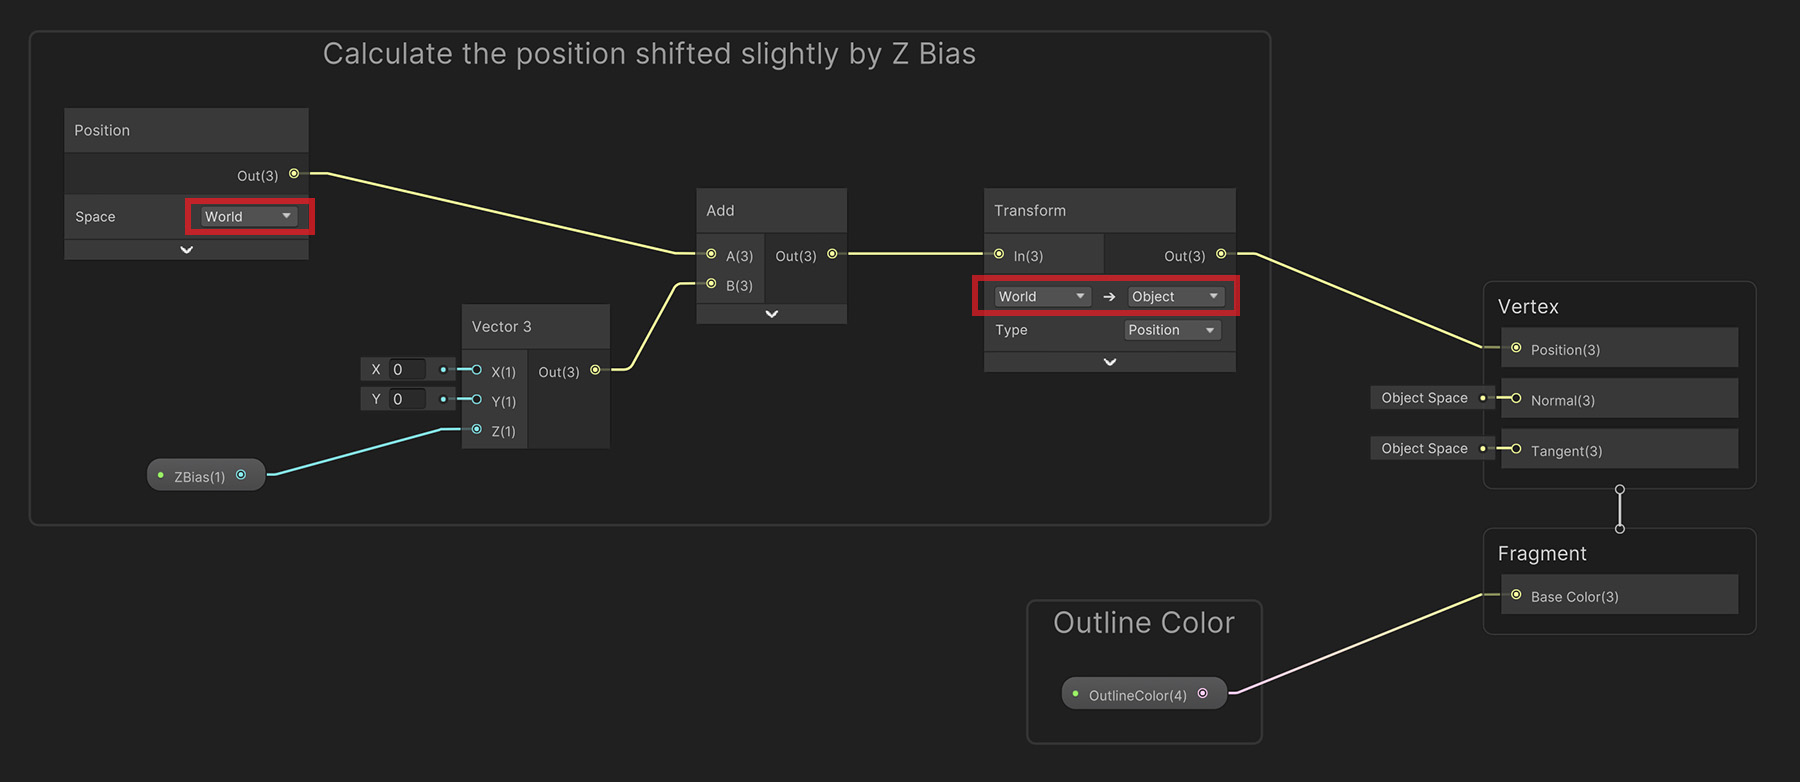 Calculate the position shifted slightly by Z Bias
Position
Out(3)
Space World
Vector 3
X 0 X(1) Out(3)
Y 0 Y(1)
Z(1)
ZBias(1)
Add
A(3) Out(3)
B(3)
Transform
In(3) Out(3)
World → Object
Type Position
Vertex
Position(3)
Object Space Normal(3)
Object Space Tangent(3)
Fragment
Base Color(3)
Outline Color
OutlineColor(4)